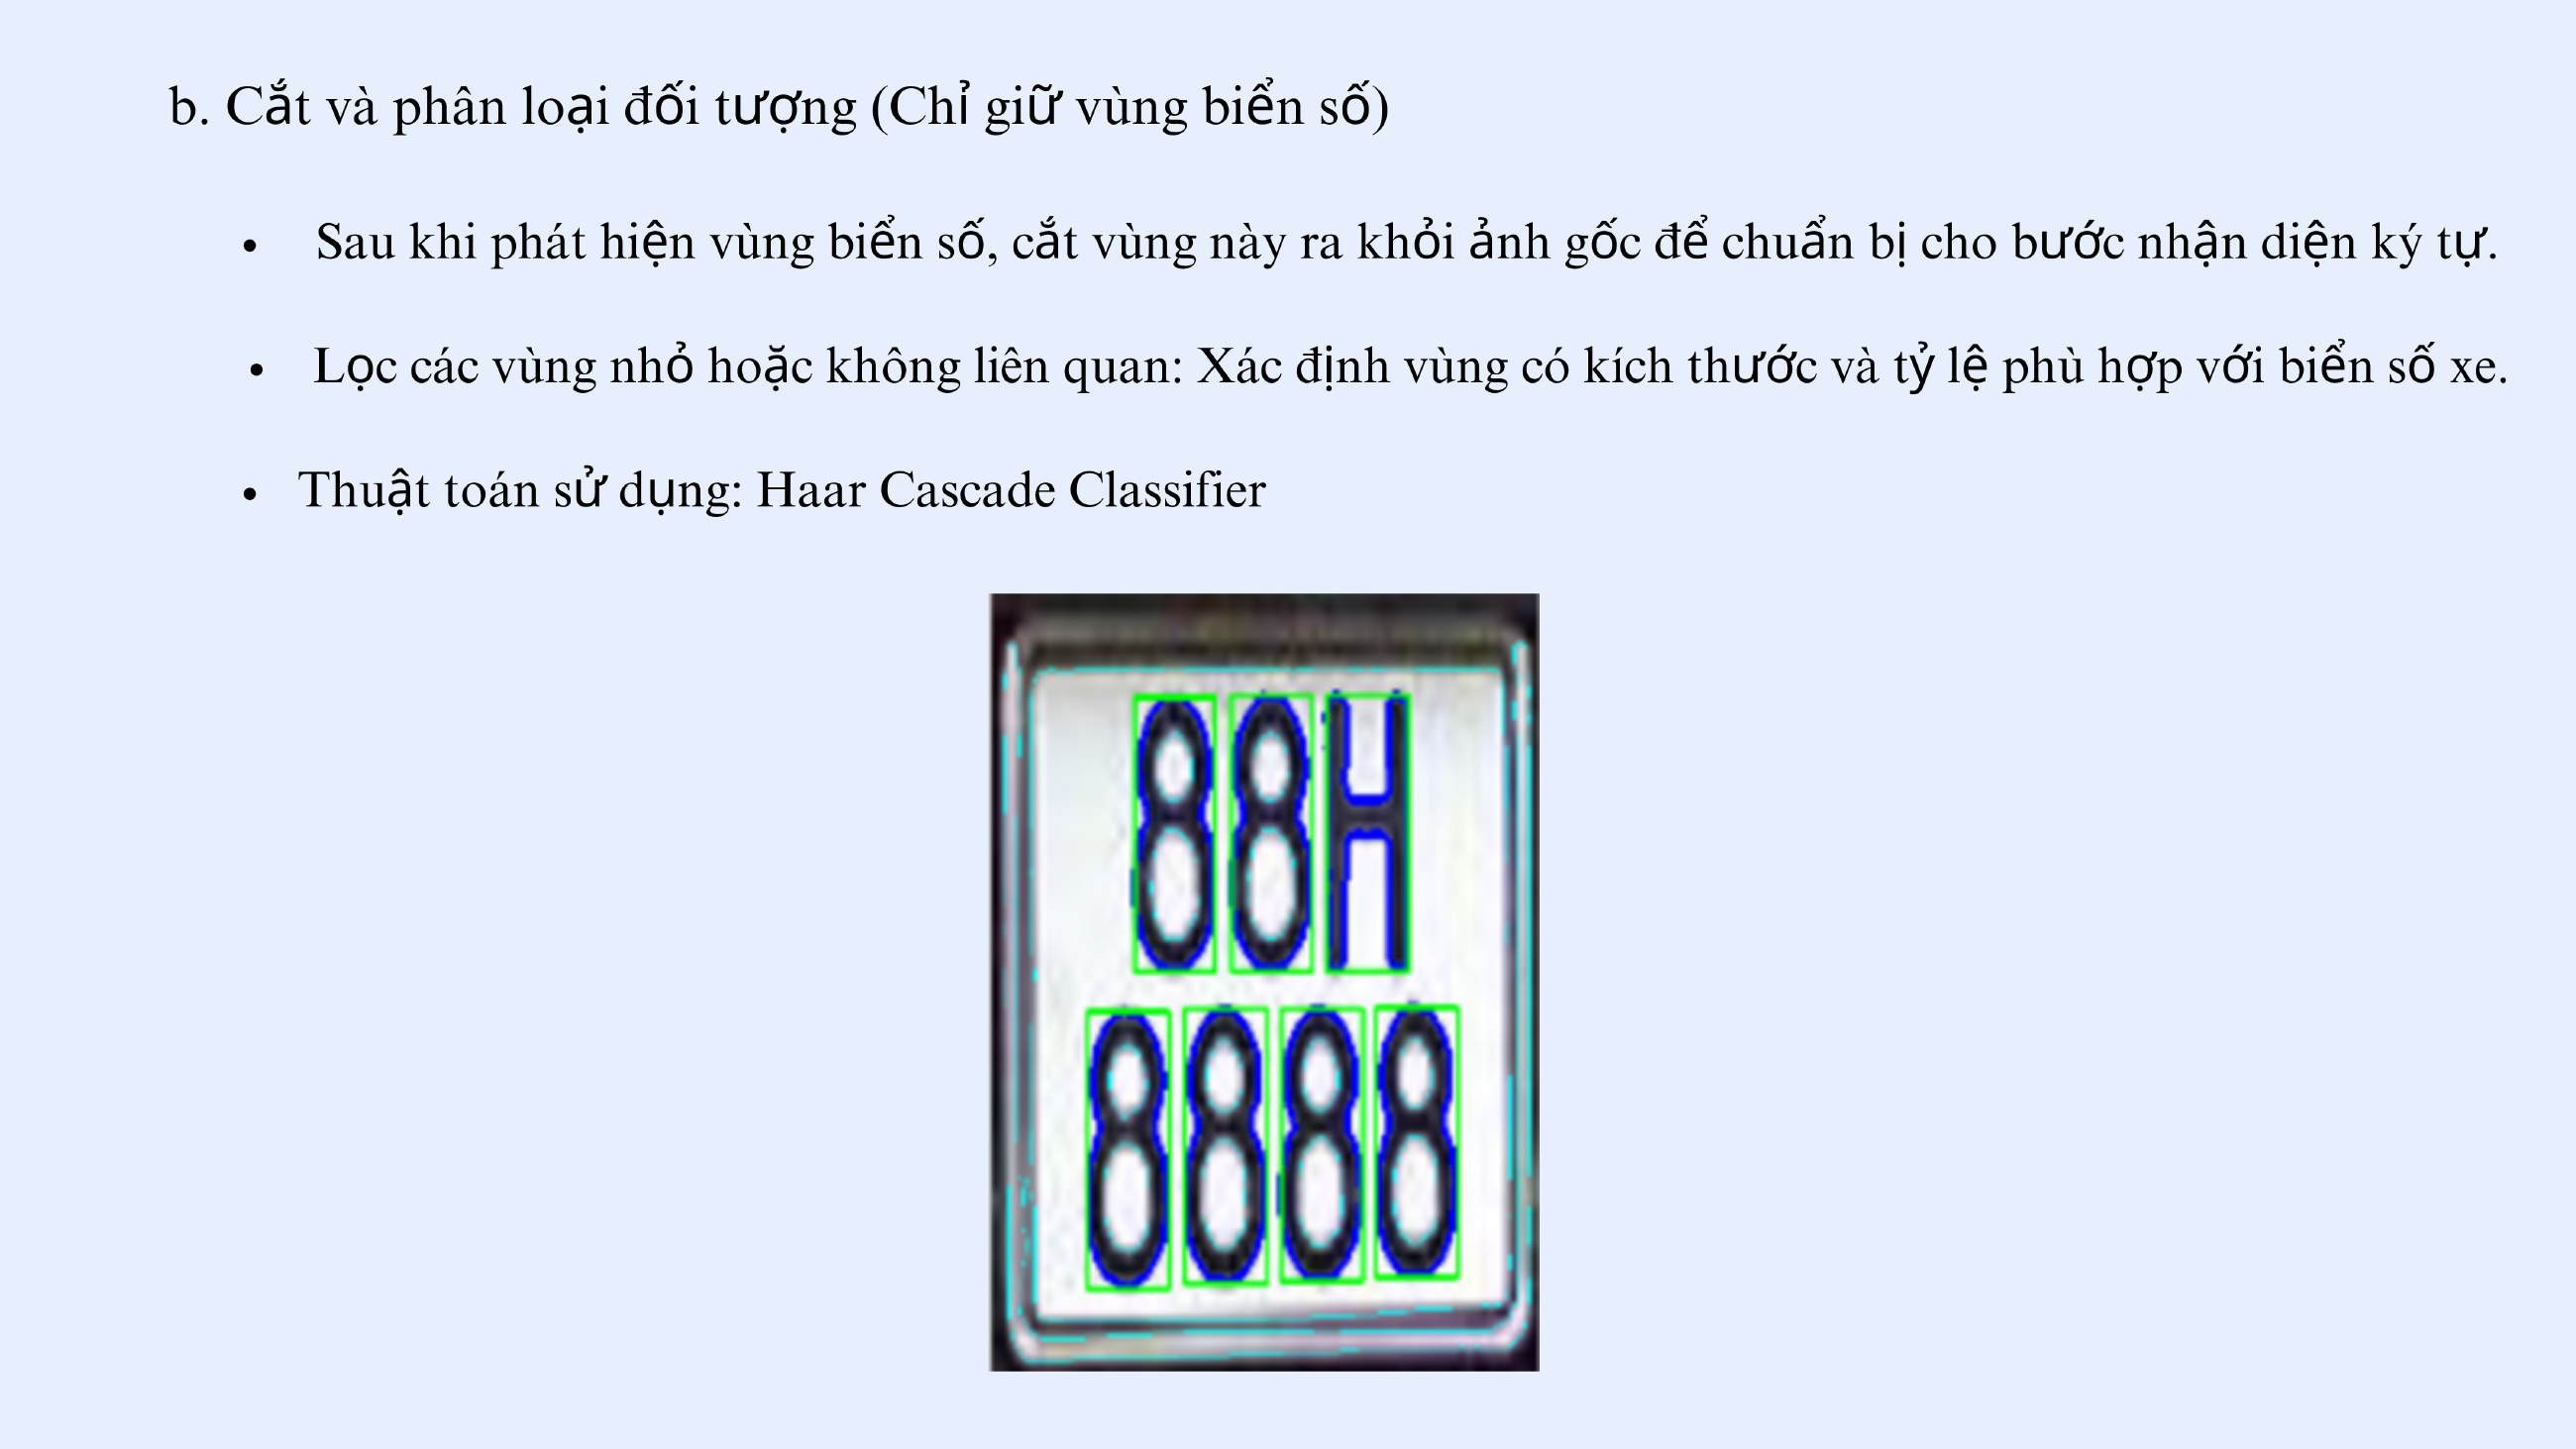 b. Cắt và phân loại đối tượng (Chỉ giữ vùng biển số)
• Sau khi phát hiện vùng biển số, cắt vùng này ra khỏi ảnh gốc để chuẩn bị cho bước nhận diện ký tự.
• Lọc các vùng nhỏ hoặc không liên quan: Xác định vùng có kích thước và tỷ lệ phù hợp với biển số xe.
• Thuật toán sử dụng: Haar Cascade Classifier
88H
8888